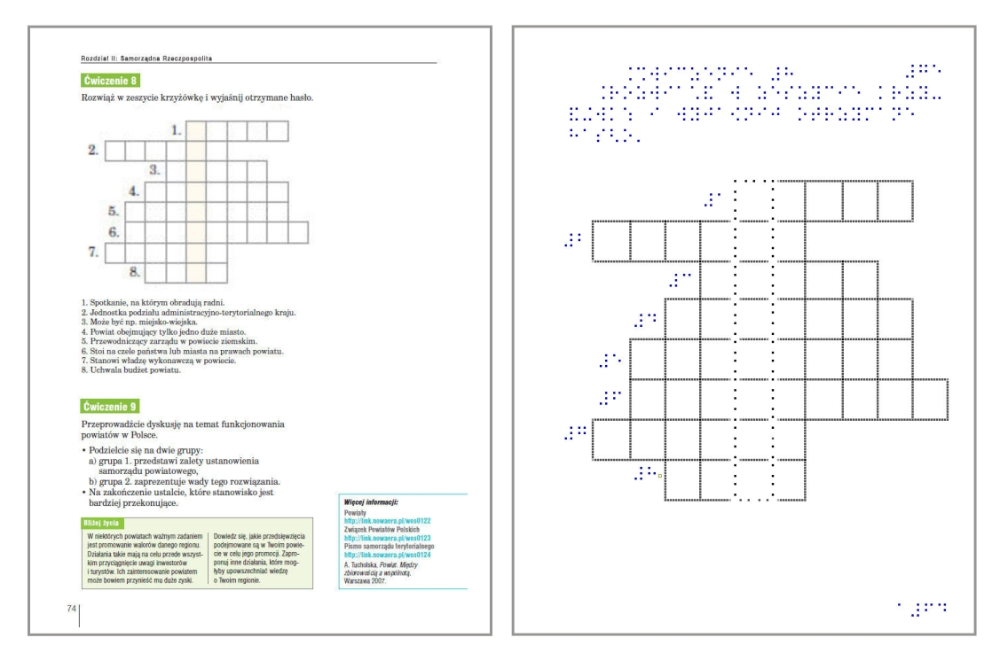 Rozdział II: Samorządna Rzeczpospolita
Ćwiczenie 8
Rozwiąż w zeszycie krzyżówkę i wyjaśnij otrzymane hasło.
1.
2.
3.
4.
5.
6.
7.
8.
1. Spotkanie, na którym obradują radni.
2. Jednostka podziału administracyjno-terytorialnego kraju.
3. Może być np. miejsko-wiejska.
4. Powiat obejmujący tylko jedno duże miasto.
5. Przewodniczący zarządu w powiecie ziemskim.
6. Stoi na czele państwa lub miasta na prawach powiatu.
7. Stanowi władzę wykonawczą w powiecie.
8. Uchwala budżet powiatu.
Ćwiczenie 9
Przeprowadźcie dyskusję na temat funkcjonowania
powiatów w Polsce.
• Podzielcie się na dwie grupy:
a) grupa 1. przedstawi zalety ustanowienia
samorządu powiatowego,
b) grupa 2. zaprezentuje wady tego rozwiązania.
• Na zakończenie ustalcie, które stanowisko jest
bardziej przekonujące.
Bliżej życia
W niektórych powiatach ważnym zadaniem
jest promowanie walorów danego regionu.
Działania takie mają na celu przede wszyst-
kim przyciągnięcie uwagi inwestorów
i turystów. Ich zainteresowanie powiatem
może bowiem przynieść mu duże zyski.
Dowiedz się, jakie przedsięwzięcia
podejmowane są w Twoim powie-
cie w celu jego promocji. Zapro-
ponuj inne działania, które mog-
łyby upowszechniać wiedzę
o Twoim regionie.
Więcej informacji:
Powiaty
http://link.nowaera.pl/wos0122
Związek Powiatów Polskich
http://link.nowaera.pl/wos0123
Pismo samorządu terytorialnego
http://link.nowaera.pl/wos0124
A. Tucholska, Powiat. Między
zbiorowością a wspólnotą,
Warszawa 2007.
74